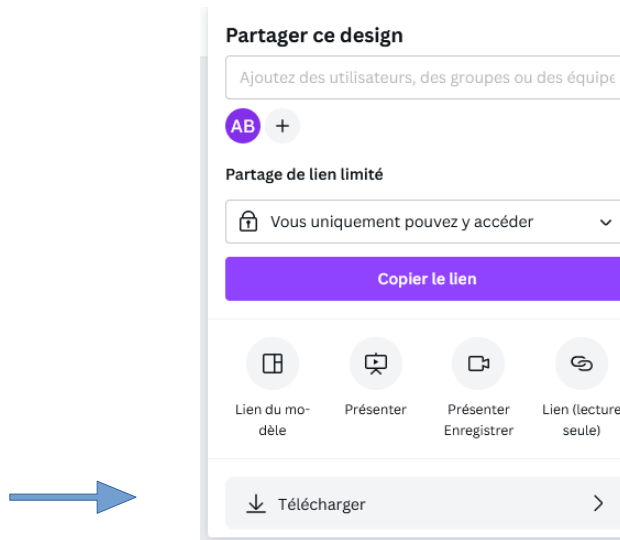 Partager ce design
Ajoutez des utilisateurs, des groupes ou des équipe
AB +
Partage de lien limité
Vous uniquement pouvez y accéder
Copier le lien
Lien du mo-
dèle
Présenter
Présenter
Enregistrer
Lien (lecture
seule)
Télécharger